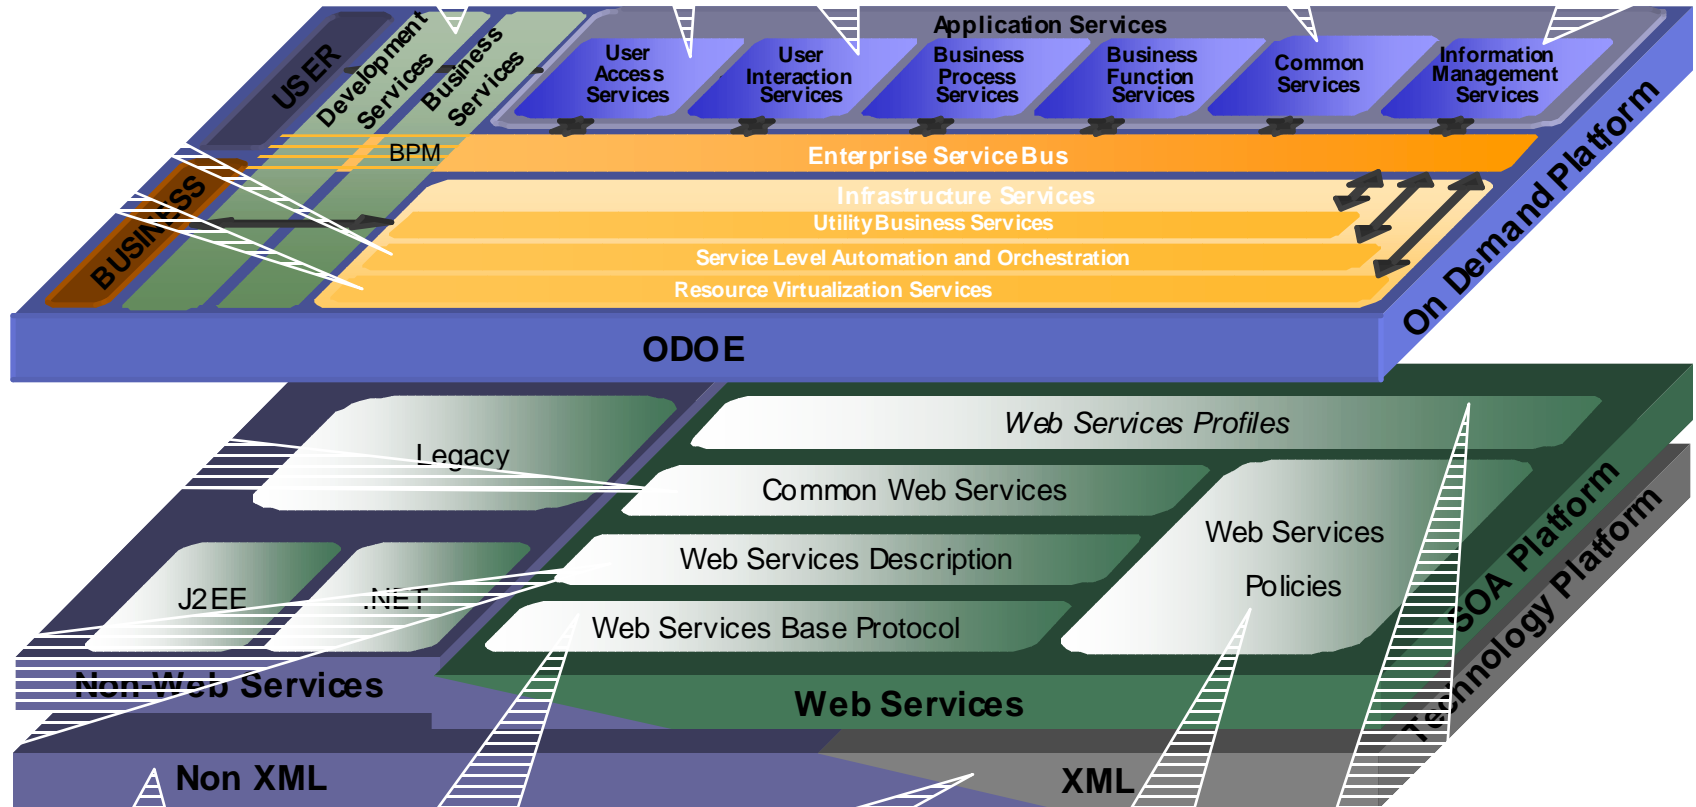 Application Services
USER
Development
Services
Business
Services
User
Access
Services
User
Interaction
Services
Business
Process
Services
Business
Function
Services
Common
Services
Information
Management
Services
BPM
Enterprise Service Bus
BUSINESS
Infrastructure Services
Utility Business Services
Service Level Automation and Orchestration
Resource Virtualization Services
On Demand Platform
ODOE
Legacy
Web Services Profiles
Common Web Services
Web Services
Policies
Web Services Description
J2EE
.NET
Web Services Base Protocol
SOA Platform
Technology Platform
Non-Web Services
Web Services
Non XML
XML